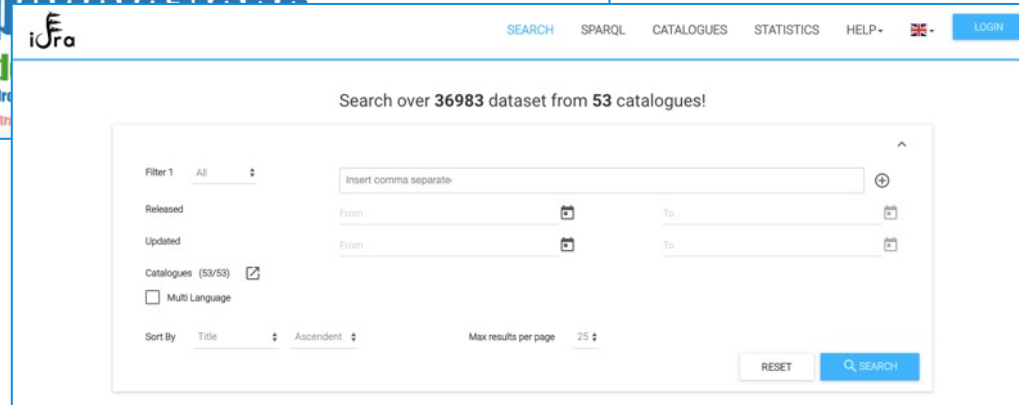 idra
SEARCH SPARQL CATALOGUES STATISTICS HELP LOGIN
Search over 36983 dataset from 53 catalogues!
Filter 1 All Insert comma separate
Released From To
Updated From To
Catalogues (53/53)
Multi Language
Sort By Title Ascendent Max results per page 25
RESET SEARCH